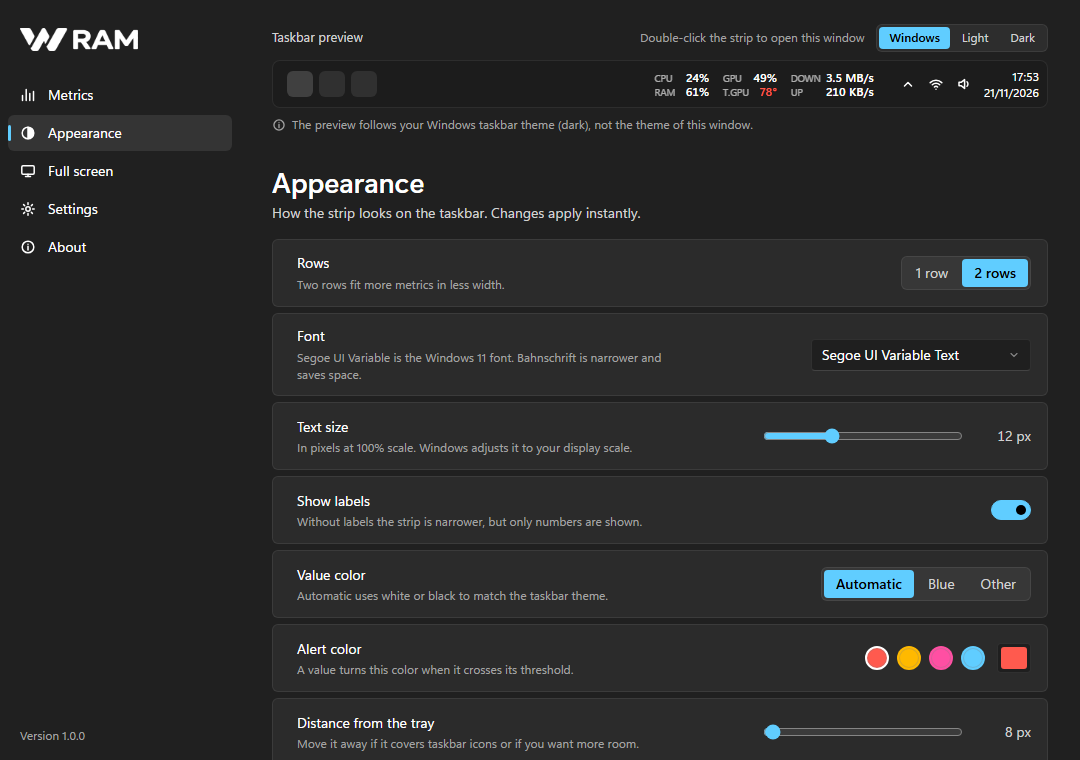 W RAM
Metrics
Appearance
Full screen
Settings
About
Version 1.0.0
Taskbar preview
Double-click the strip to open this window
Windows Light Dark
CPU 24% GPU 49% DOWN 3.5 MB/s
RAM 61% T.GPU 78° UP 210 KB/s
17:53
21/11/2026
The preview follows your Windows taskbar theme (dark), not the theme of this window.
Appearance
How the strip looks on the taskbar. Changes apply instantly.
Rows
Two rows fit more metrics in less width.
1 row 2 rows
Font
Segoe UI Variable is the Windows 11 font. Bahnschrift is narrower and
saves space.
Segoe UI Variable Text
Text size
In pixels at 100% scale. Windows adjusts it to your display scale.
12 px
Show labels
Without labels the strip is narrower, but only numbers are shown.
Value color
Automatic uses white or black to match the taskbar theme.
Automatic Blue Other
Alert color
A value turns this color when it crosses its threshold.
Distance from the tray
Move it away if it covers taskbar icons or if you want more room.
8 px